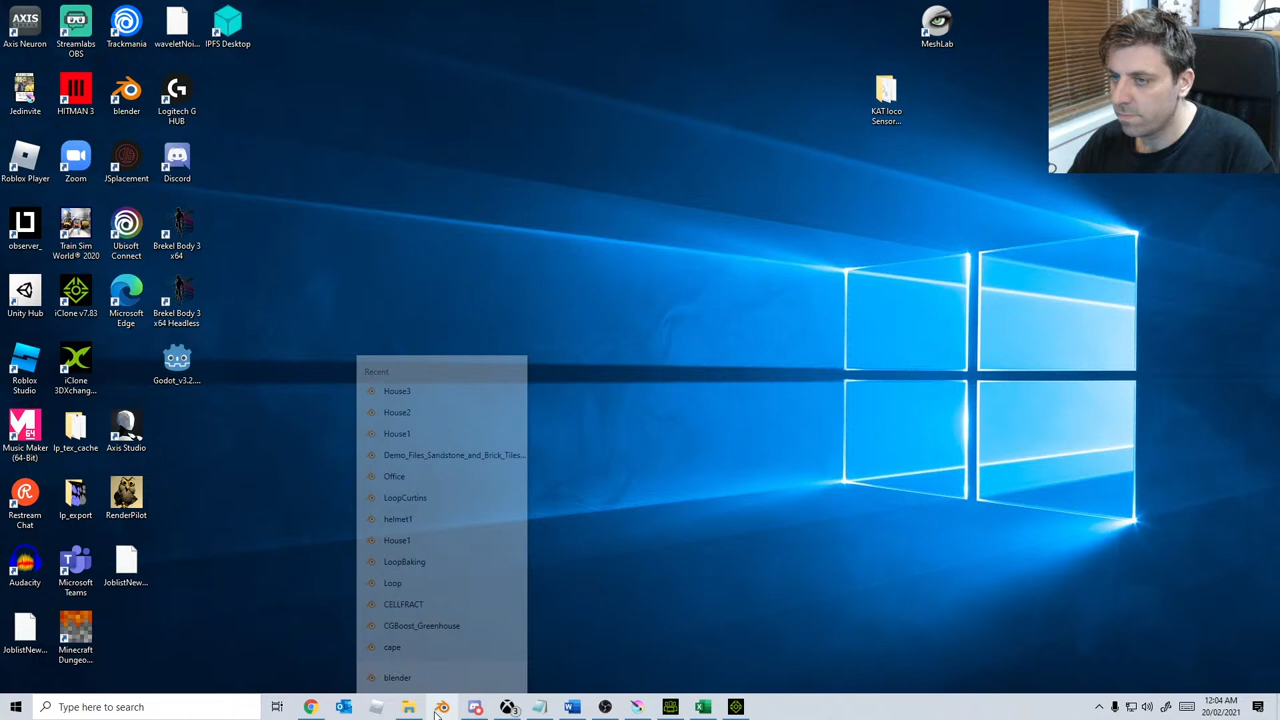 Axis Neuron
Streamlabs
OBS
Trackmania
waveletNoi...
IPFS Desktop
MeshLab
AXIS
Jedinvite
HITMAN 3
blender
Logitech G
HUB
KAT loco
Sensor...
Roblox Player
Zoom
JSplacement
Discord
observer_
Train Sim
World® 2020
Ubisoft
Connect
Brekel Body 3
x64
Unity Hub
iClone v7.83
Microsoft
Edge
Brekel Body 3
x64 Headless
Roblox
Studio
iClone
3DXchang...
Godot_v3.2....
Music Maker
(64-Bit)
lp_tex_cache
Axis Studio
Restream
Chat
lp_export
RenderPilot
Audacity
Microsoft
Teams
JoblistNew...
JoblistNew...
Minecraft
Dungeo...
Recent
House3
House2
House1
Demo_Files_Sandstone_and_Brick_Tiles...
Office
LoopCurtins
helmet1
House1
LoopBaking
Loop
CELLFRACT
CGBoost_Greenhouse
cape
blender
Type here to search
12:04 AM
20/02/2021